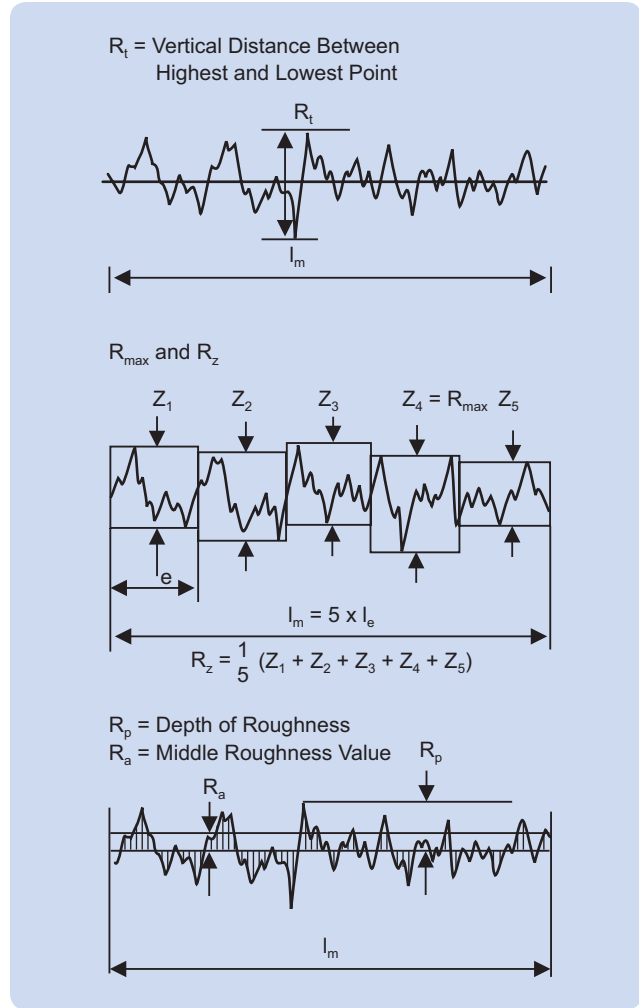 Rt = Vertical Distance Between
Highest and Lowest Point
Rt
lm
Rmax and Rz
Z1 Z2 Z3 Z4 = Rmax Z5
e
lm = 5 x le
Rz = 1/5 (Z1 + Z2 + Z3 + Z4 + Z5)
Rp = Depth of Roughness
Ra = Middle Roughness Value
Rp
Ra
lm